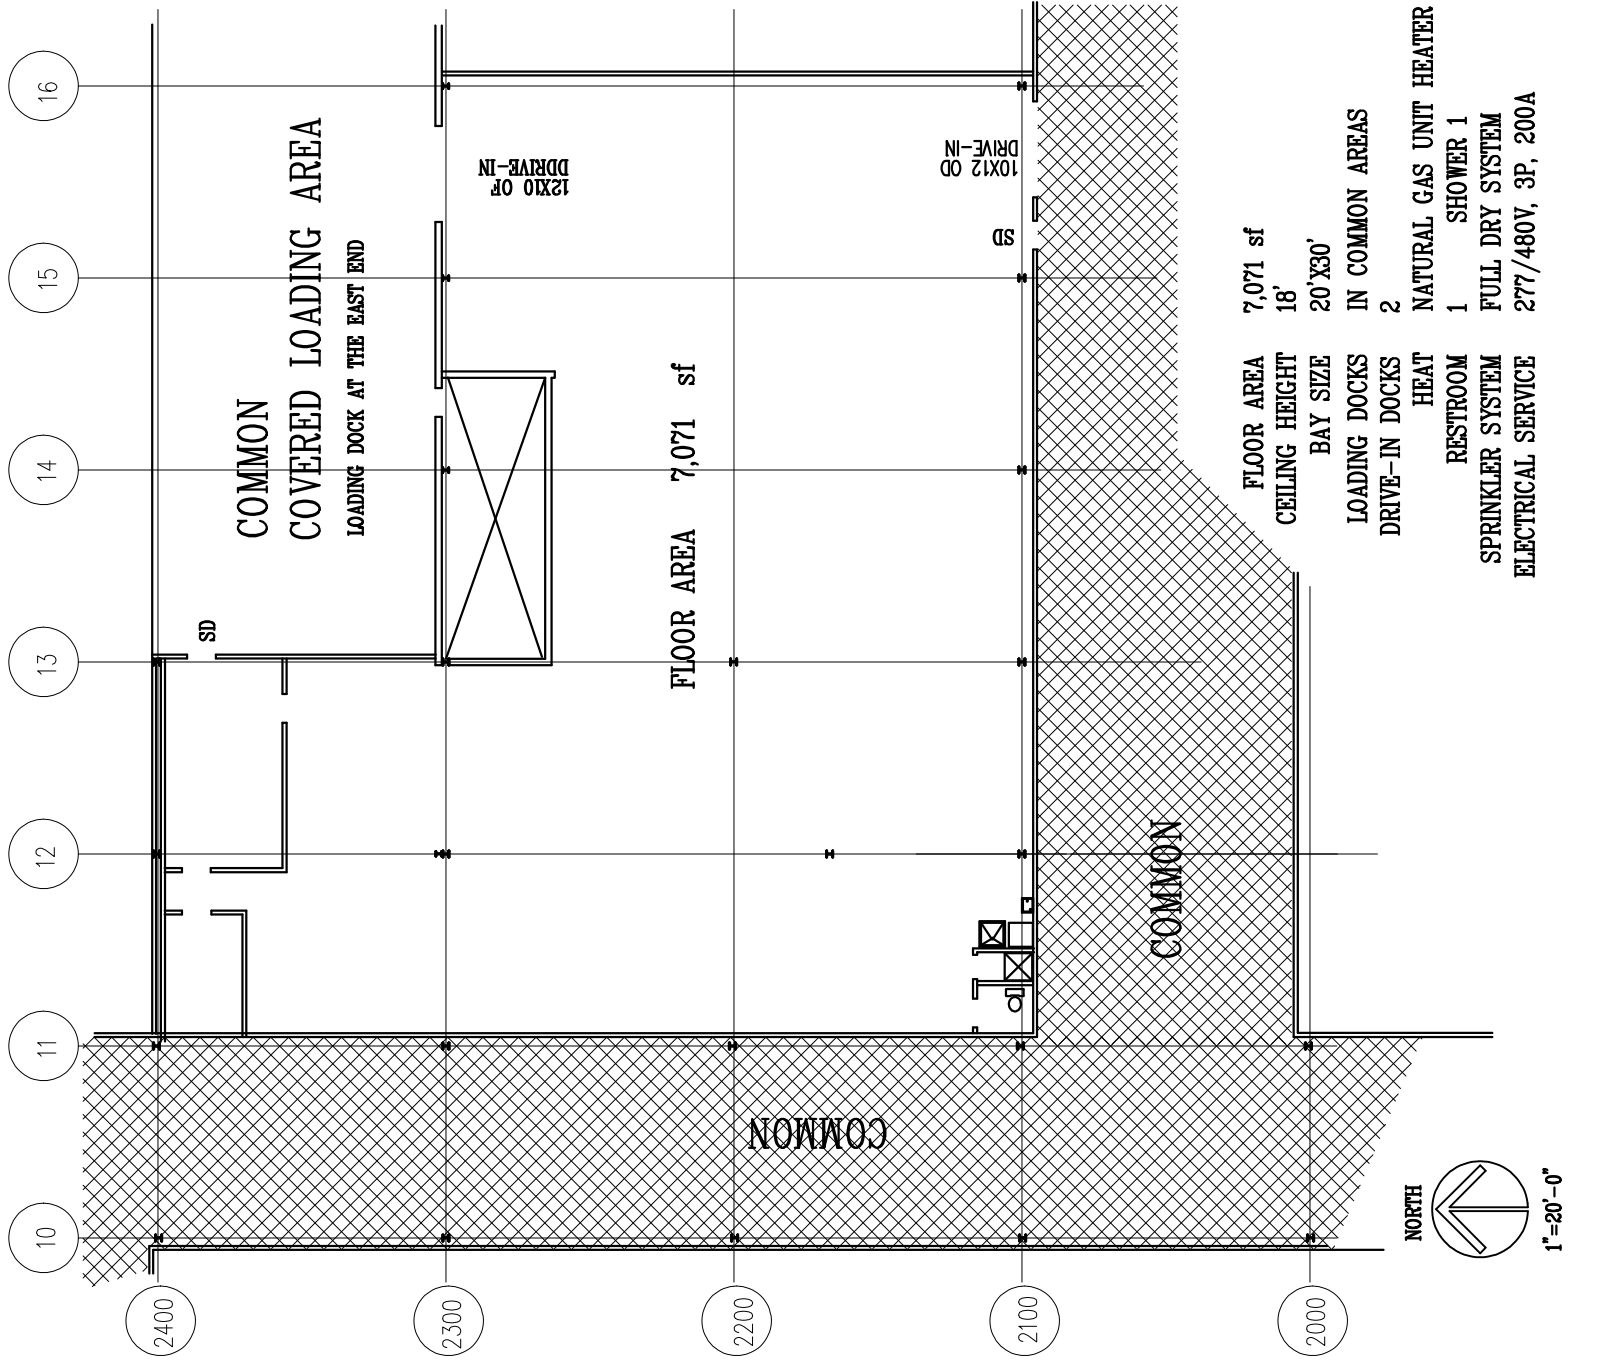 16
15
14
13
12
11
10
2400
2300
2200
2100
2000
COMMON
COVERED LOADING AREA
LOADING DOCK AT THE EAST END
SD
12X10 OF
DDRIVE-IN
10X12 OD
DRIVE-IN
SD
FLOOR AREA 7,071 sf
COMMON
COMMON
FLOOR AREA 7,071 sf
CEILING HEIGHT 18'
BAY SIZE 20'X30'
LOADING DOCKS IN COMMON AREAS
DRIVE-IN DOCKS 2
HEAT NATURAL GAS UNIT HEATER
RESTROOM 1 SHOWER 1
SPRINKLER SYSTEM FULL DRY SYSTEM
ELECTRICAL SERVICE 277/480V, 3P, 200A
NORTH
1"=20'-0"